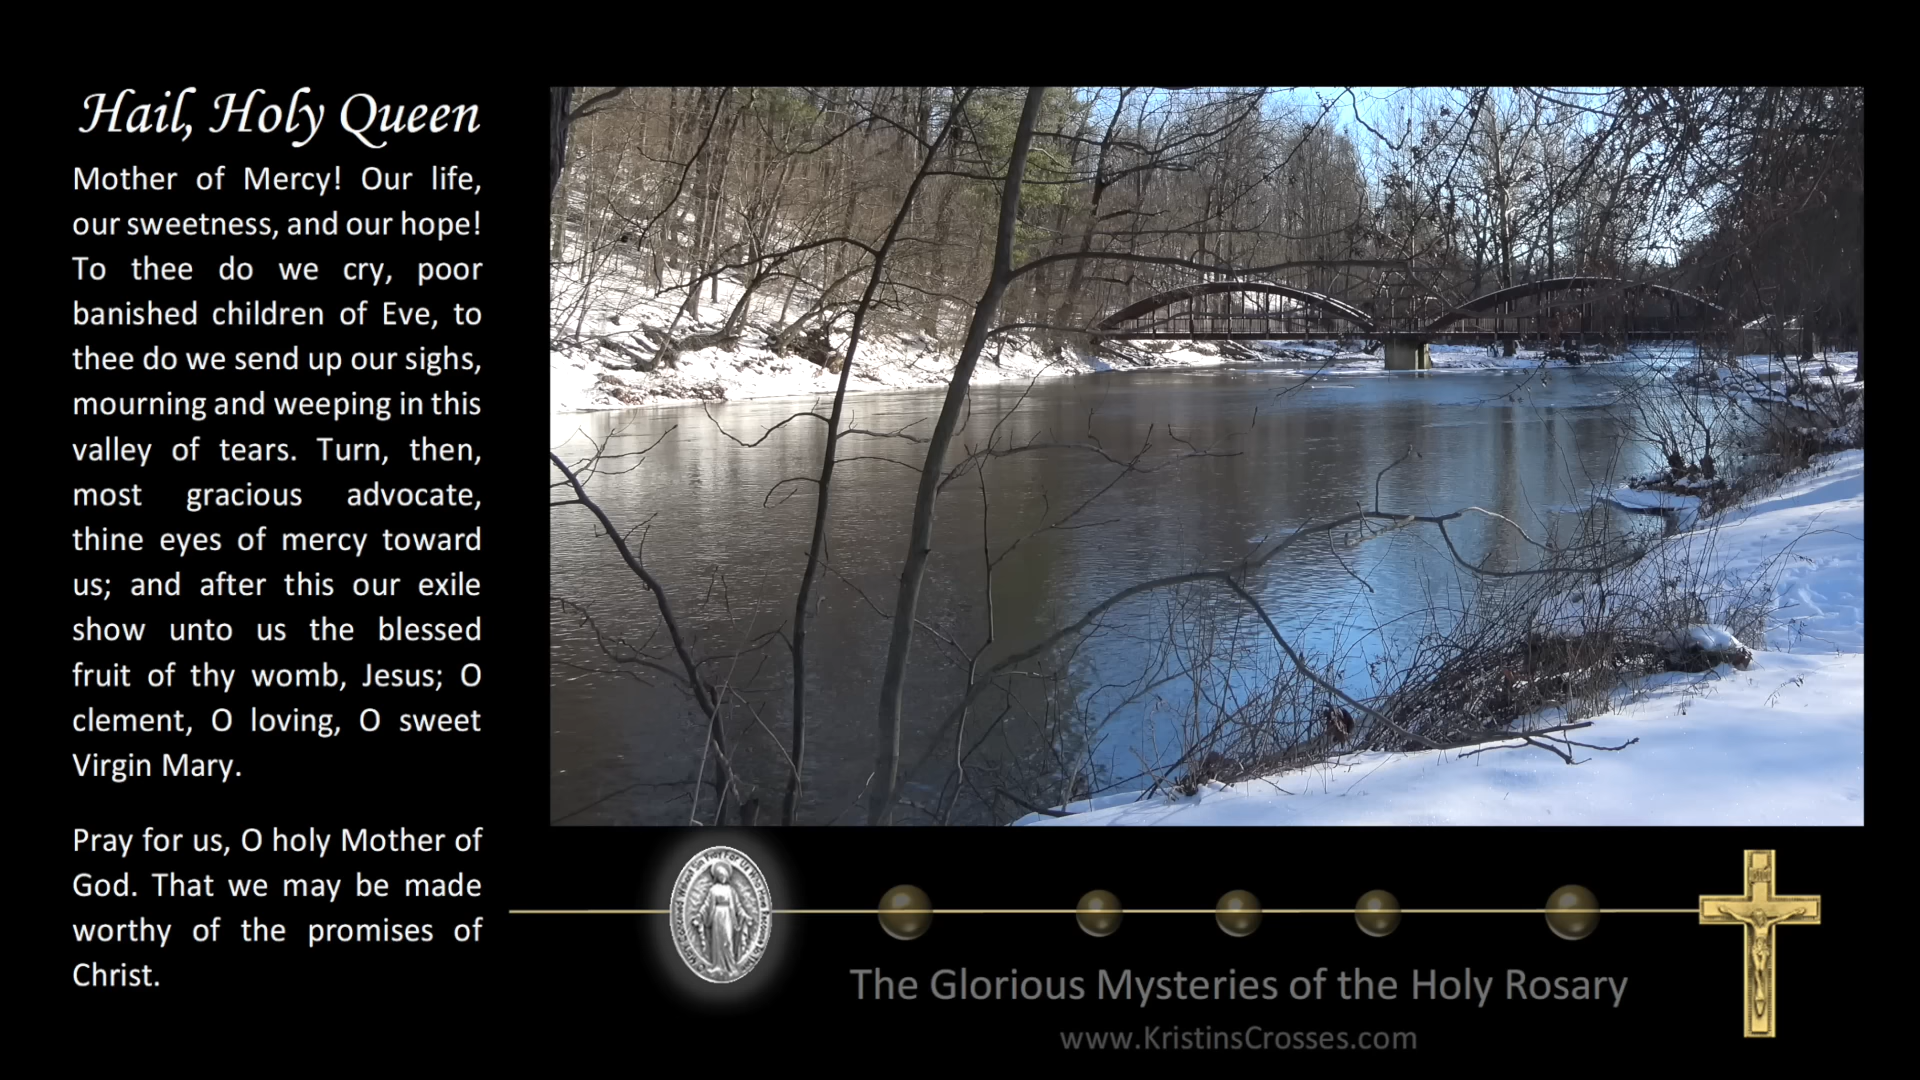 Hail, Holy Queen
Mother of Mercy! Our life,
our sweetness, and our hope!
To thee do we cry, poor
banished children of Eve, to
thee do we send up our sighs,
mourning and weeping in this
valley of tears. Turn, then,
most gracious advocate,
thine eyes of mercy toward
us; and after this our exile
show unto us the blessed
fruit of thy womb, Jesus; O
clement, O loving, O sweet
Virgin Mary.
Pray for us, O holy Mother of
God. That we may be made
worthy of the promises of
Christ.
The Glorious Mysteries of the Holy Rosary
www.KristinsCrosses.com